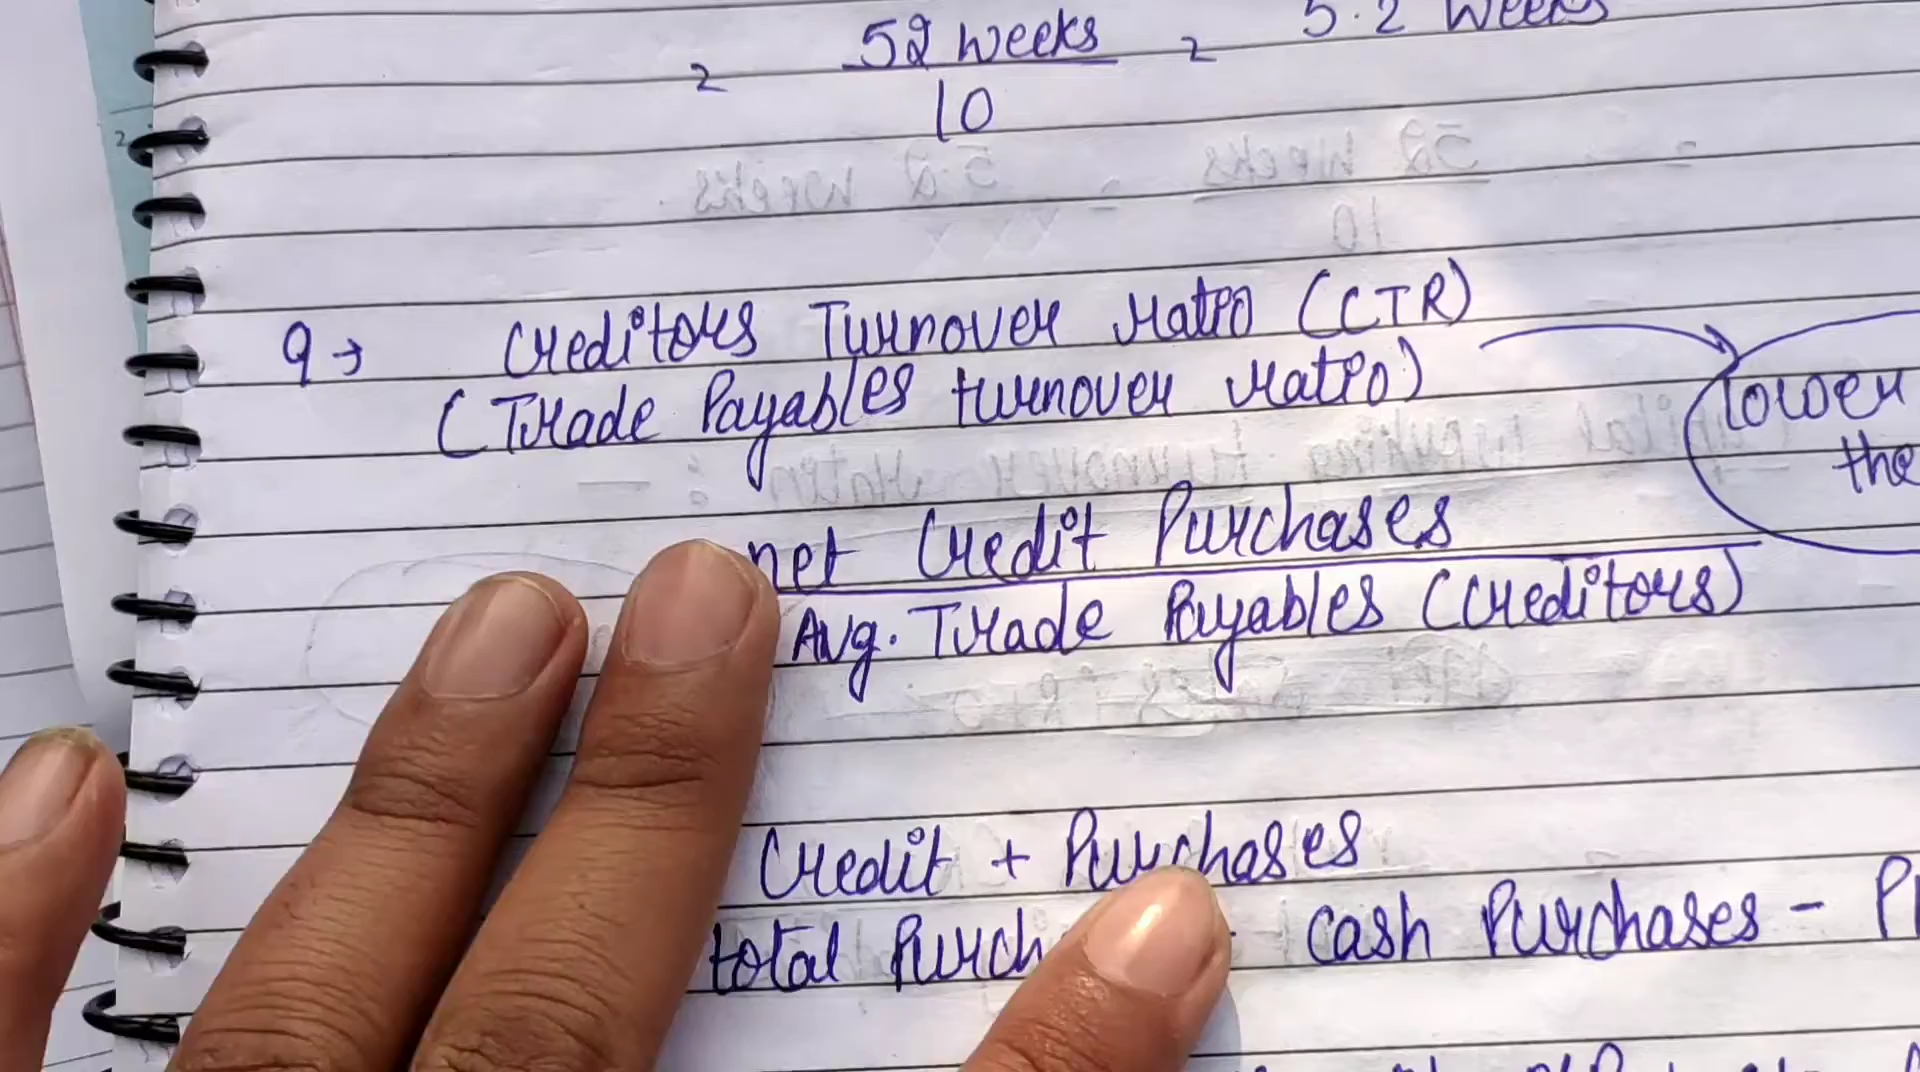 = 52 weeks = 5.2 weeks
10
9 → Creditors Turnover ratio (CTR)
(Trade Payables turnover ratio)
lower
the
net Credit Purchases
Avg. Trade Payables (Creditors)
Credit + Purchases
total Purch - cash Purchases -